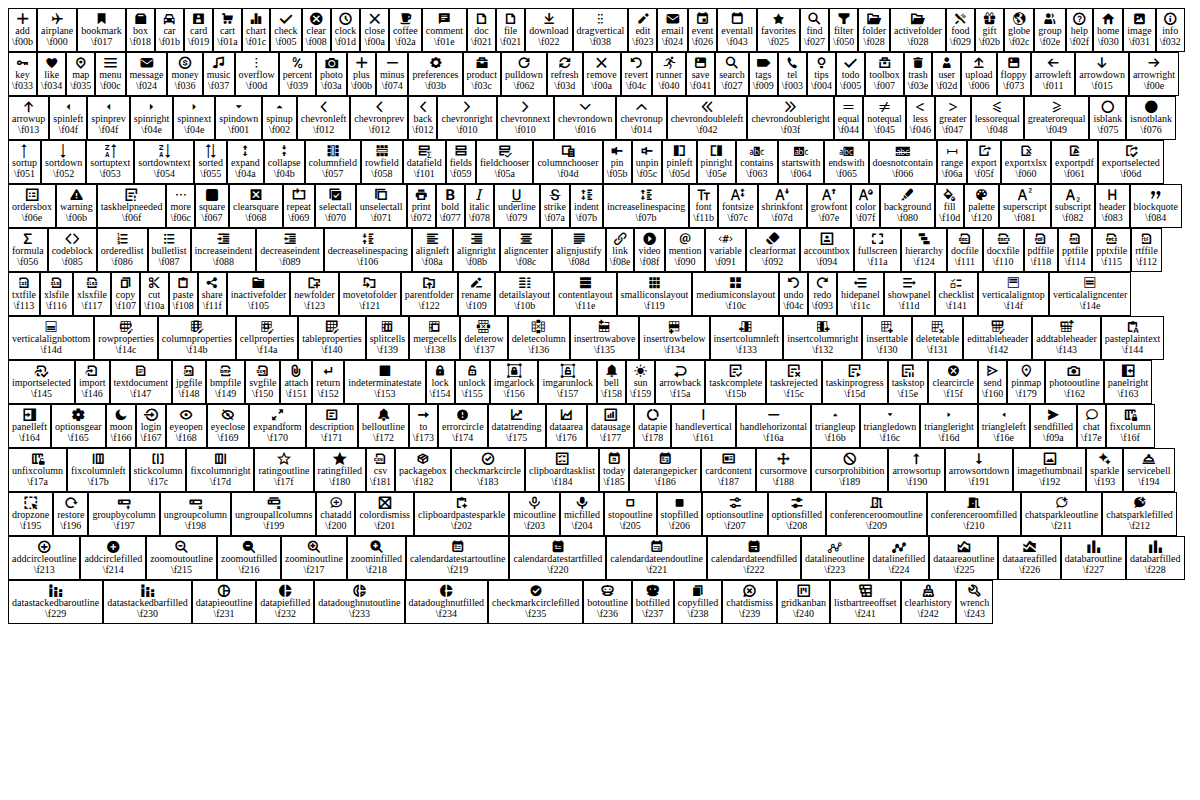 add airplane bookmark box car card cart chart check clear clock close coffee comment doc file download dragvertical edit email event eventall favorites find filter folder activefolder food gift globe group help home image info
\f00b \f000 \f017 \f018 \f01b \f019 \f01a \f01c \f005 \f008 \f01d \f00a \f02a \f01e \f021 \f021 \f022 \f038 \f023 \f024 \f026 \f043 \f025 \f027 \f050 \f028 \f028 \f029 \f02b \f02c \f02e \f02f \f030 \f031 \f032
key like map menu message money music overflow percent photo plus minus preferences product pulldown refresh remove revert runner save search tags tel tips todo toolbox trash user upload floppy arrowleft arrowdown arrowright
\f033 \f034 \f035 \f00c \f024 \f036 \f037 \f00d \f039 \f03a \f00b \f074 \f03b \f03c \f062 \f03d \f00a \f04c \f040 \f041 \f027 \f009 \f003 \f004 \f005 \f007 \f03e \f02d \f006 \f073 \f011 \f015 \f00e
arrowup spinleft spinprev spinright spinnext spindown spinup chevronleft chevronprev back chevronright chevronnext chevrondown chevronup chevrondoubleleft chevrondoubleright equal notequal less greater lessorequal greaterorequal isblank isnotblank
\f013 \f04f \f04f \f04e \f04e \f001 \f002 \f012 \f012 \f012 \f010 \f010 \f016 \f014 \f042 \f03f \f044 \f045 \f046 \f047 \f048 \f049 \f075 \f076
sortup sortdown sortuptext sortdowntext sorted expand collapse columnfield rowfield datafield fields fieldchooser columnchooser pin unpin pinleft pinright contains startswith endswith doesnotcontain range export exportxlsx exportpdf exportselected
\f051 \f052 \f053 \f054 \f055 \f04a \f04b \f057 \f058 \f101 \f059 \f05a \f04d \f05b \f05c \f05d \f05e \f063 \f064 \f065 \f066 \f06a \f05f \f060 \f061 \f06d
ordersbox warning taskhelpneeded more square clearsquare repeat selectall unselectall print bold italic underline strike indent increaselinespacing font fontsize shrinkfont growfont color background fill palette superscript subscript header blockquote
\f06e \f06b \f06f \f06c \f067 \f068 \f069 \f070 \f071 \f072 \f077 \f078 \f079 \f07a \f07b \f07b \f11b \f07c \f07d \f07e \f07f \f080 \f10d \f120 \f081 \f082 \f083 \f084
formula codeblock orderedlist bulletlist increaseindent decreaseindent decreaselinespacing alignleft alignright aligncenter alignjustify link video mention variable clearformat accountbox fullscreen hierarchy docfile docxfile pdffile pptfile pptxfile rtffile
\f056 \f085 \f086 \f087 \f088 \f089 \f106 \f08a \f08b \f08c \f08d \f08e \f08f \f090 \f091 \f092 \f094 \f11a \f124 \f111 \f110 \f118 \f114 \f115 \f112
txtfile xlsfile xlsxfile copy cut paste share inactivefolder newfolder movetofolder parentfolder rename detailslayout contentlayout smalliconslayout mediumiconslayout undo redo hidepanel showpanel checklist verticalaligntop verticalaligncenter
\f113 \f116 \f117 \f107 \f10a \f108 \f11f \f105 \f123 \f121 \f122 \f109 \f10b \f11e \f119 \f10c \f04c \f093 \f11c \f11d \f141 \f14f \f14e
verticalalignbottom rowproperties columnproperties cellproperties tableproperties splitcells mergecells deleterow deletecolumn insertrowabove insertrowbelow insertcolumnleft insertcolumnright inserttable deletetable edittableheader addtableheader pasteplaintext
\f14d \f14c \f14b \f14a \f140 \f139 \f138 \f137 \f136 \f135 \f134 \f133 \f132 \f130 \f131 \f142 \f143 \f144
importselected import textdocument jpgfile bmpfile svgfile attach return indeterminatestate lock unlock imgarlock imgarunlock bell sun arrowback taskcomplete taskrejected taskinprogress taskstop clearcircle send pinmap photooutline panelright
\f145 \f146 \f147 \f148 \f149 \f150 \f151 \f152 \f153 \f154 \f155 \f156 \f157 \f158 \f159 \f15a \f15b \f15c \f15d \f15e \f15f \f160 \f179 \f162 \f163
panelleft optionsgear moon login eyeopen eyeclose expandform description belloutline to errorcircle datatrending dataarea datausage datapie handlevertical handlehorizontal triangleup triangledown triangleright triangleleft sendfilled chat fixcolumn
\f164 \f165 \f166 \f167 \f168 \f169 \f170 \f171 \f172 \f173 \f174 \f175 \f176 \f177 \f178 \f161 \f16a \f16b \f16c \f16d \f16e \f09a \f17e \f16f
unfixcolumn fixcolumnleft stickcolumn fixcolumnright ratingoutline ratingfilled csv packagebox checkmarkcircle clipboardtasklist today daterangepicker cardcontent cursormove cursorprohibition arrowsortup arrowsortdown imagethumbnail sparkle servicebell
\f17a \f17b \f17c \f17d \f17f \f180 \f181 \f182 \f183 \f184 \f185 \f186 \f187 \f188 \f189 \f190 \f191 \f192 \f193 \f194
dropzone restore groupbycolumn ungroupcolumn ungroupallcolumns chatadd colordismiss clipboardpastesparkle micoutline micfilled stopoutline stopfilled optionsoutline optionsfilled conferenceroomoutline conferenceroomfilled chatsparkleoutline chatsparklefilled
\f195 \f196 \f197 \f198 \f199 \f200 \f201 \f202 \f203 \f204 \f205 \f206 \f207 \f208 \f209 \f210 \f211 \f212
addcircleoutline addcirclefilled zoomoutoutline zoomoutfilled zoominoutline zoominfilled calendardatestartoutline calendardatestartfilled calendardatesendoutline calendardatesendfilled datalineoutline datalinefilled dataareaoutline dataareafilled databaroutline databarfilled
\f213 \f214 \f215 \f216 \f217 \f218 \f219 \f220 \f221 \f222 \f223 \f224 \f225 \f226 \f227 \f228
datastackedbaroutline datastackedbarfilled datapieoutline datapiefilled datadoughnutoutline datadoughnutfilled checkmarkcirclefilled botoutline botfilled copyfilled chatdismiss gridkanban listbartreeoffset clearhistory wrench
\f229 \f230 \f231 \f232 \f233 \f234 \f235 \f236 \f237 \f238 \f239 \f240 \f241 \f242 \f243